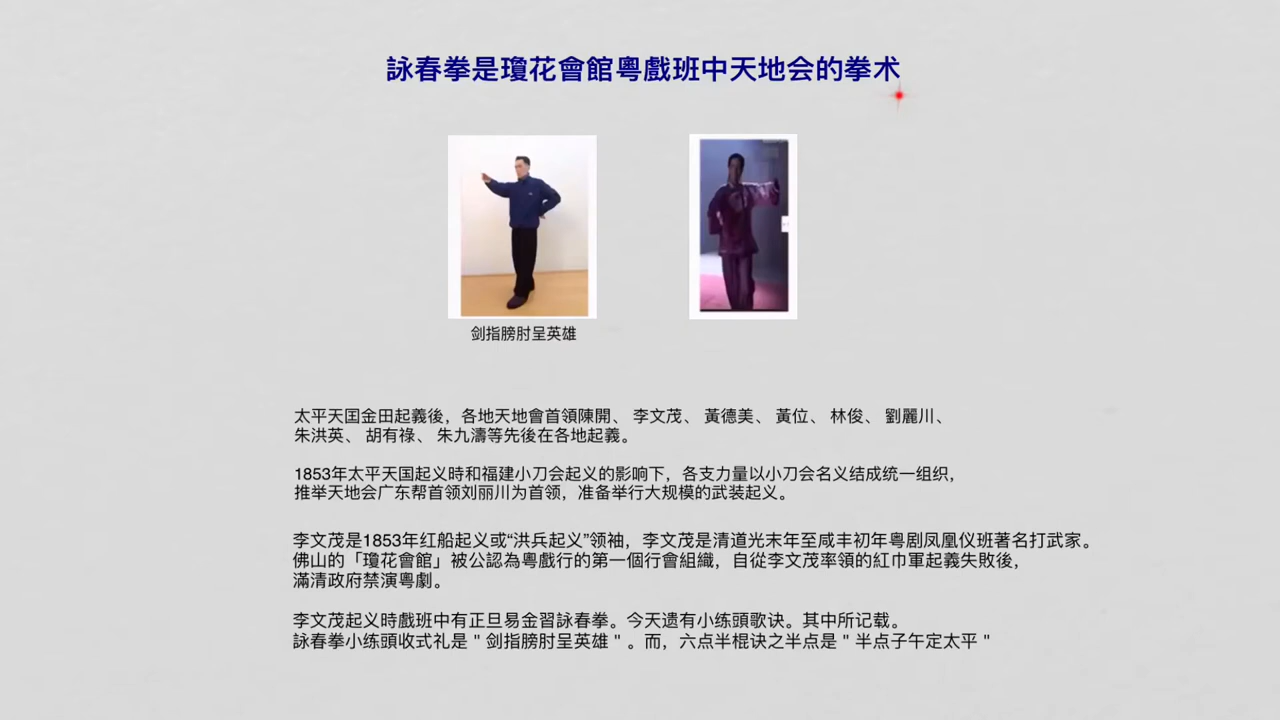 詠春拳是瓊花會館粵戲班中天地会的拳术
剑指膀肘呈英雄
太平天囯金田起義後，各地天地會首領陳開、 李文茂、 黃德美、 黃位、 林俊、 劉麗川、
朱洪英、 胡有祿、 朱九濤等先後在各地起義。
1853年太平天国起义時和福建小刀会起义的影响下，各支力量以小刀会名义结成统一组织，
推举天地会广东帮首领刘丽川为首领，准备举行大规模的武装起义。
李文茂是1853年红船起义或“洪兵起义”领袖，李文茂是清道光末年至咸丰初年粤剧凤凰仪班著名打武家。
佛山的「瓊花會館」被公認為粵戲行的第一個行會組織，自從李文茂率領的紅巾軍起義失敗後，
滿清政府禁演粵劇。
李文茂起义時戲班中有正旦易金習詠春拳。今天遗有小练頭歌诀。其中所记载。
詠春拳小练頭收式礼是 " 剑指膀肘呈英雄 " 。而，六点半棍诀之半点是 " 半点子午定太平 "